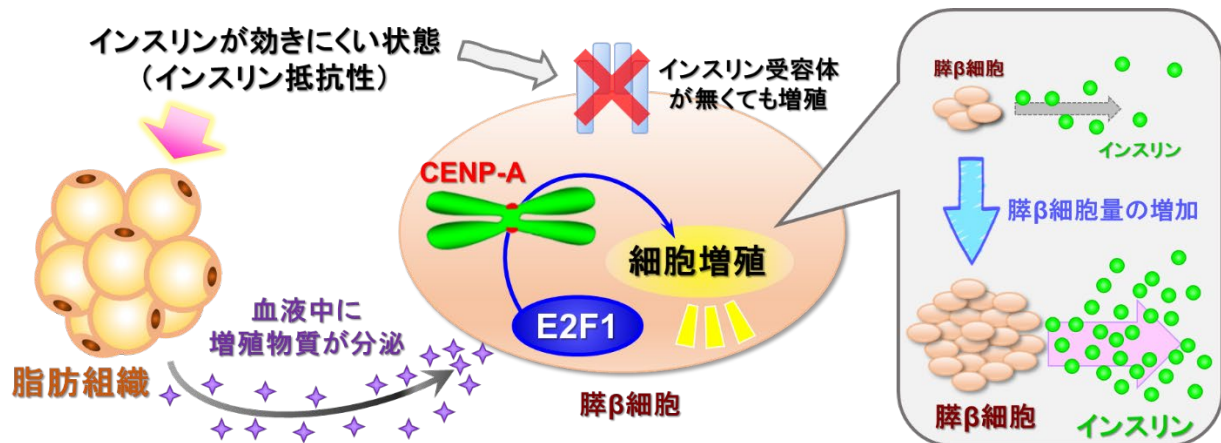 インスリンが効きにくい状態
（インスリン抵抗性）
インスリン受容体
が無くても増殖
CENP-A
細胞増殖
E2F1
血液中に
増殖物質が分泌
脂肪組織
膵β細胞
膵β細胞
インスリン
膵β細胞量の増加
膵β細胞
インスリン